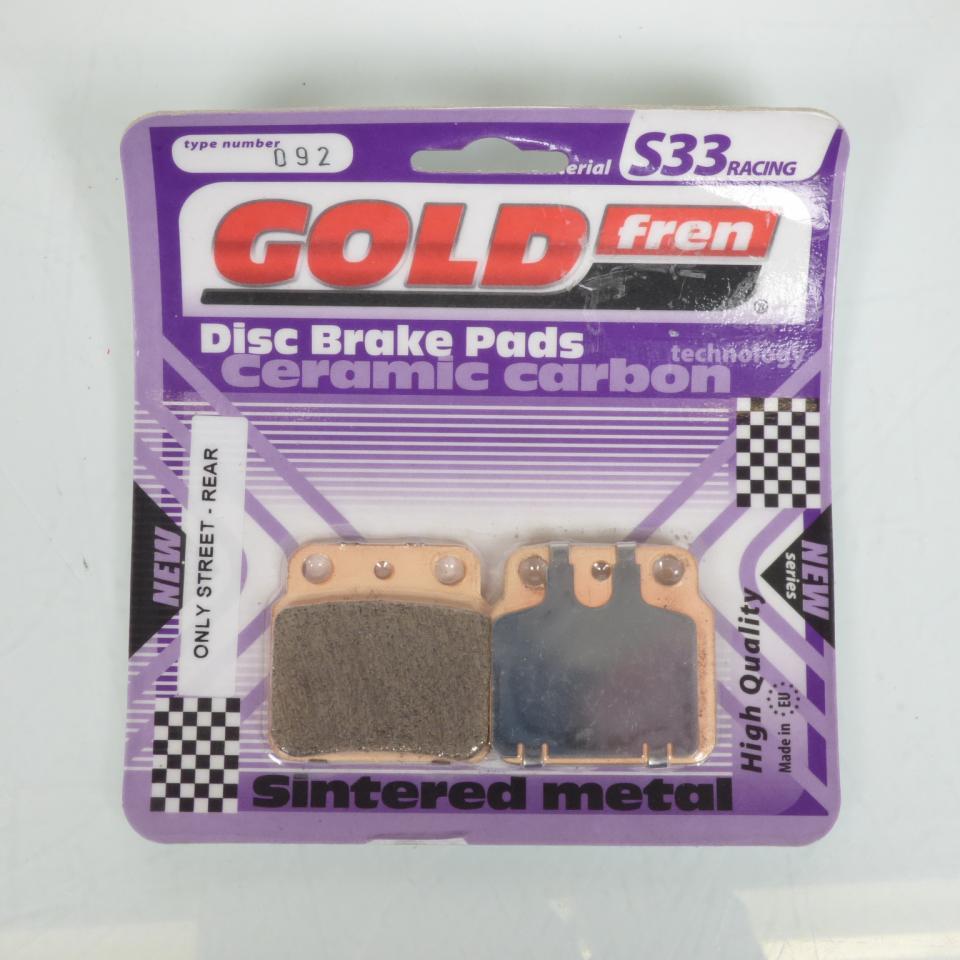 type number 092
S33 RACING
GOLD fren
®
Disc Brake Pads
technology
Ceramic carbon
ONLY STREET - REAR
NEW
NEW
series
High Quality
Made in EU
Sintered metal